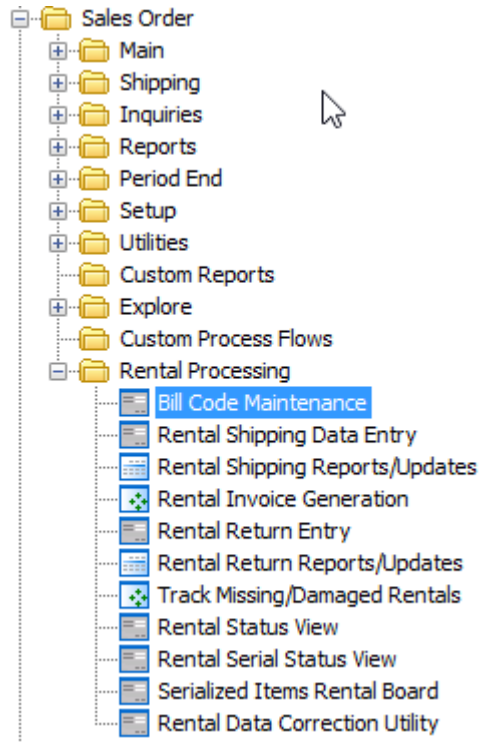 Sales Order
Main
Shipping
Inquiries
Reports
Period End
Setup
Utilities
Custom Reports
Explore
Custom Process Flows
Rental Processing
Bill Code Maintenance
Rental Shipping Data Entry
Rental Shipping Reports/Updates
Rental Invoice Generation
Rental Return Entry
Rental Return Reports/Updates
Track Missing/Damaged Rentals
Rental Status View
Rental Serial Status View
Serialized Items Rental Board
Rental Data Correction Utility